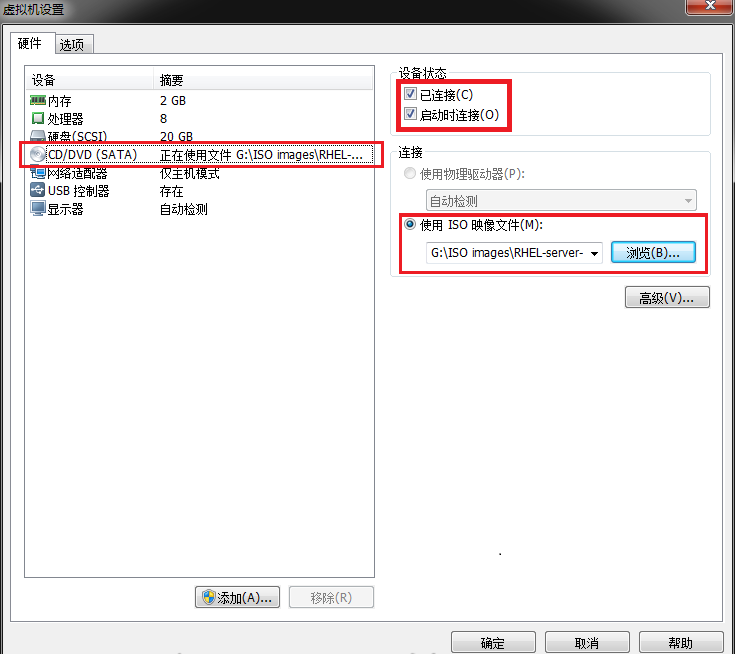 虚拟机设置
硬件 选项
设备 摘要
内存 2 GB
处理器 8
硬盘(SCSI) 20 GB
CD/DVD (SATA) 正在使用文件 G:\ISO images\RHEL-...
网络适配器 仅主机模式
USB 控制器 存在
显示器 自动检测
设备状态
已连接(C)
启动时连接(O)
连接
使用物理驱动器(P):
自动检测
使用 ISO 映像文件(M):
G:\ISO images\RHEL-server- 浏览(B)...
高级(V)...
添加(A)... 移除(R)
确定 取消 帮助